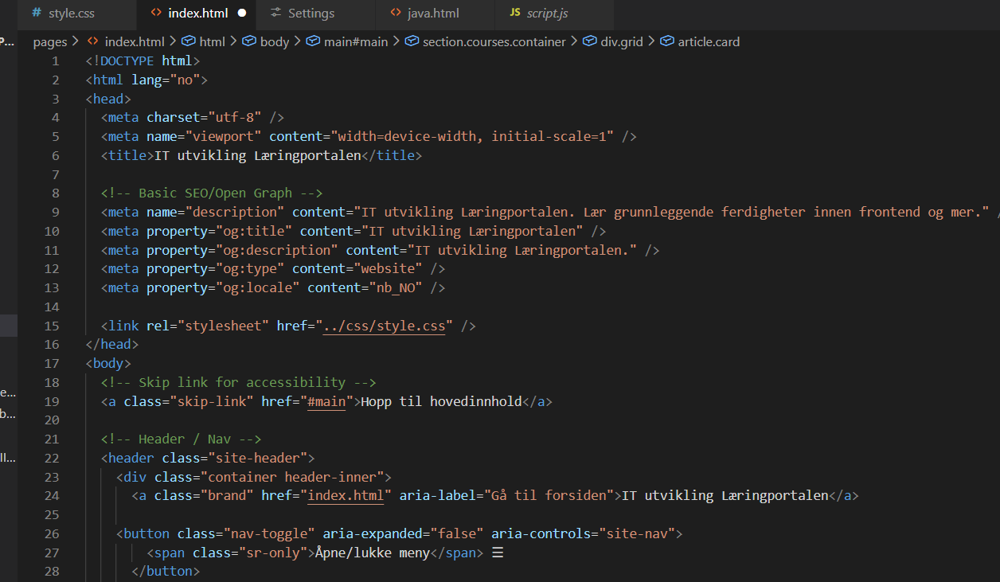 # style.css <> index.html ● Settings <> java.html JS script.js
P...
pages > <> index.html > html > body > main#main > section.courses.container > div.grid > article.card
1 <!DOCTYPE html>
2 <html lang="no">
3 <head>
4 <meta charset="utf-8" />
5 <meta name="viewport" content="width=device-width, initial-scale=1" />
6 <title>IT utvikling Læringportalen</title>
7
8 <!-- Basic SEO/Open Graph -->
9 <meta name="description" content="IT utvikling Læringportalen. Lær grunnleggende ferdigheter innen frontend og mer." /
10 <meta property="og:title" content="IT utvikling Læringportalen" />
11 <meta property="og:description" content="IT utvikling Læringportalen." />
12 <meta property="og:type" content="website" />
13 <meta property="og:locale" content="nb_NO" />
14
15 <link rel="stylesheet" href="../css/style.css" />
16 </head>
17 <body>
18 <!-- Skip link for accessibility -->
e...
19 <a class="skip-link" href="#main">Hopp til hovedinnhold</a>
b...
20
21 <!-- Header / Nav -->
ll...
22 <header class="site-header">
23 <div class="container header-inner">
24 <a class="brand" href="index.html" aria-label="Gå til forsiden">IT utvikling Læringportalen</a>
25
26 <button class="nav-toggle" aria-expanded="false" aria-controls="site-nav">
27 <span class="sr-only">Åpne/lukke meny</span> ☰
28 </button>